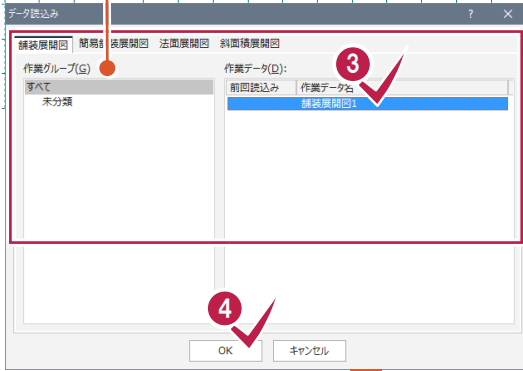 データ読込み ? ×
舗装展開図 簡易舗装展開図 法面展開図 斜面積展開図
作業グループ(G) 作業データ(D):
すべて
未分類
前回読込み 作業データ名
舗装展開図1
3
4
OK キャンセル